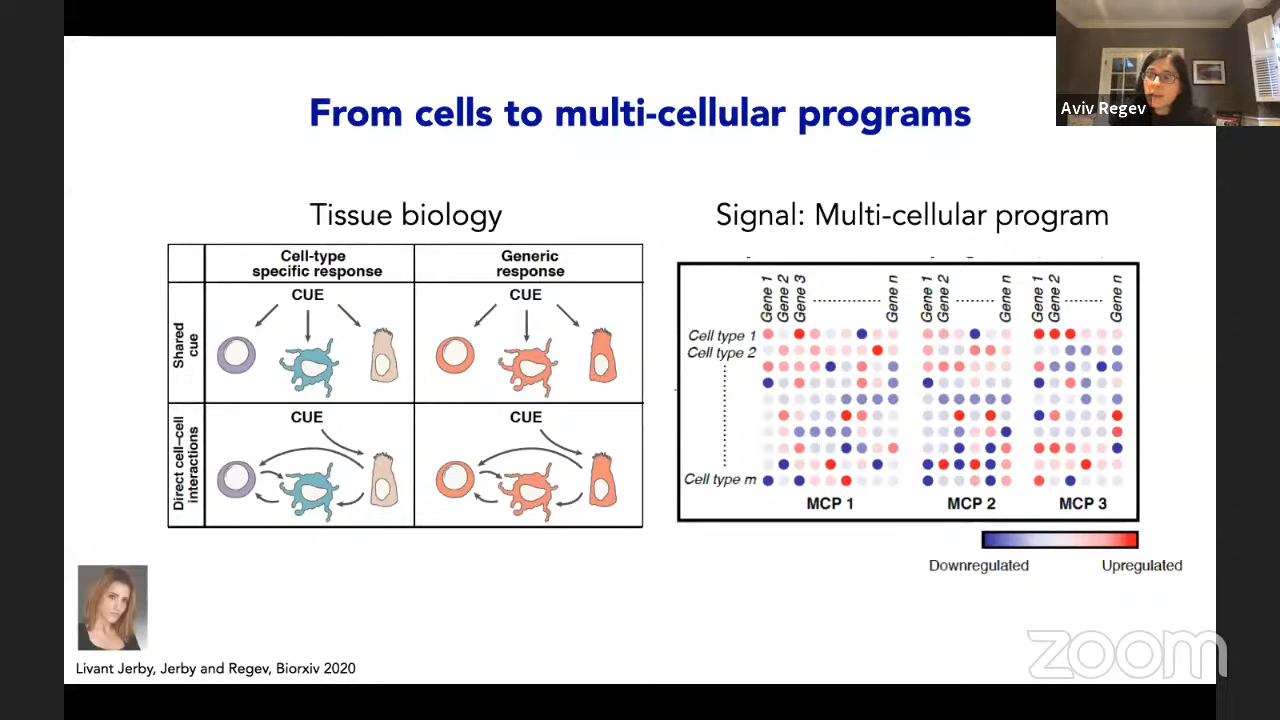 Aviv Regev
From cells to multi-cellular programs
Tissue biology
Cell-type
specific response
Generic
response
Shared
cue
CUE
CUE
Direct cell–cell
interactions
CUE
CUE
Signal: Multi-cellular program
Gene 1
Gene 2
Gene 3
Gene n
Gene 1
Gene 2
Gene n
Gene 1
Gene 2
Gene n
Cell type 1
Cell type 2
Cell type m
MCP 1
MCP 2
MCP 3
Downregulated
Upregulated
Livant Jerby, Jerby and Regev, Biorxiv 2020
zoom